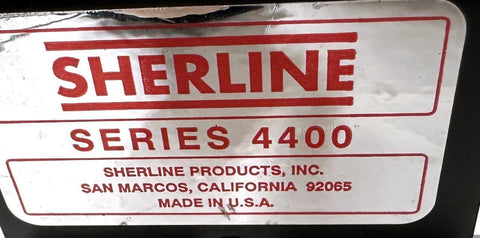 SHERLINE
SERIES 4400
SHERLINE PRODUCTS, INC.
SAN MARCOS, CALIFORNIA 92065
MADE IN U.S.A.